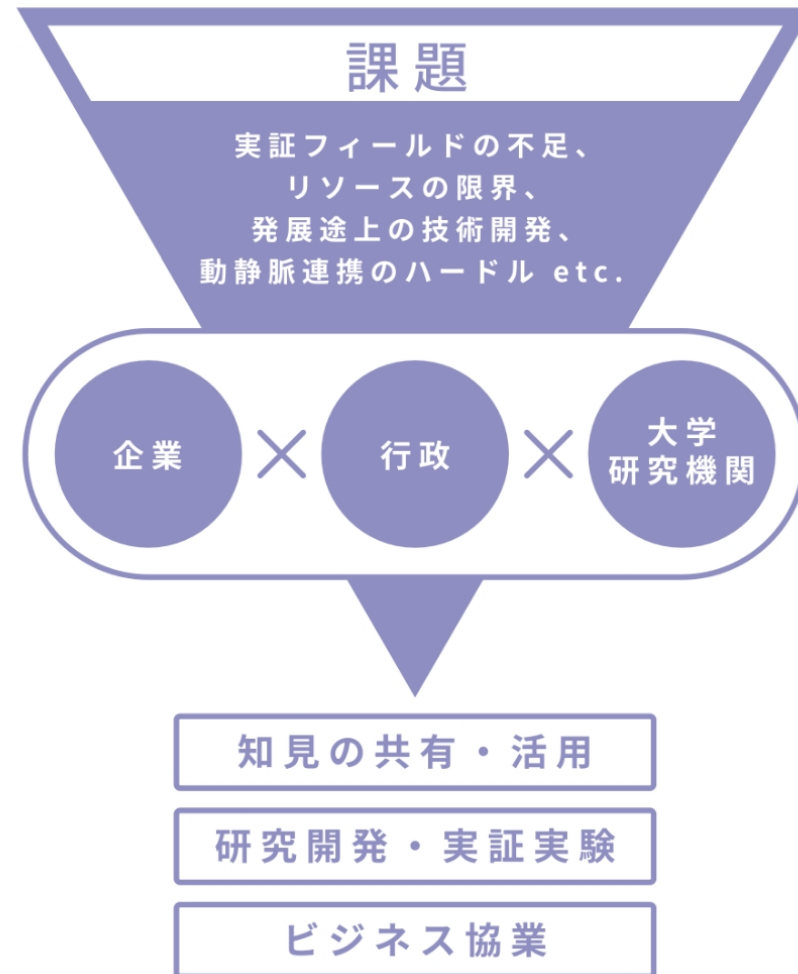 課題
実証フィールドの不足、
リソースの限界、
発展途上の技術開発、
動静脈連携のハードル etc.
企業
行政
大学
研究機関
知見の共有・活用
研究開発・実証実験
ビジネス協業